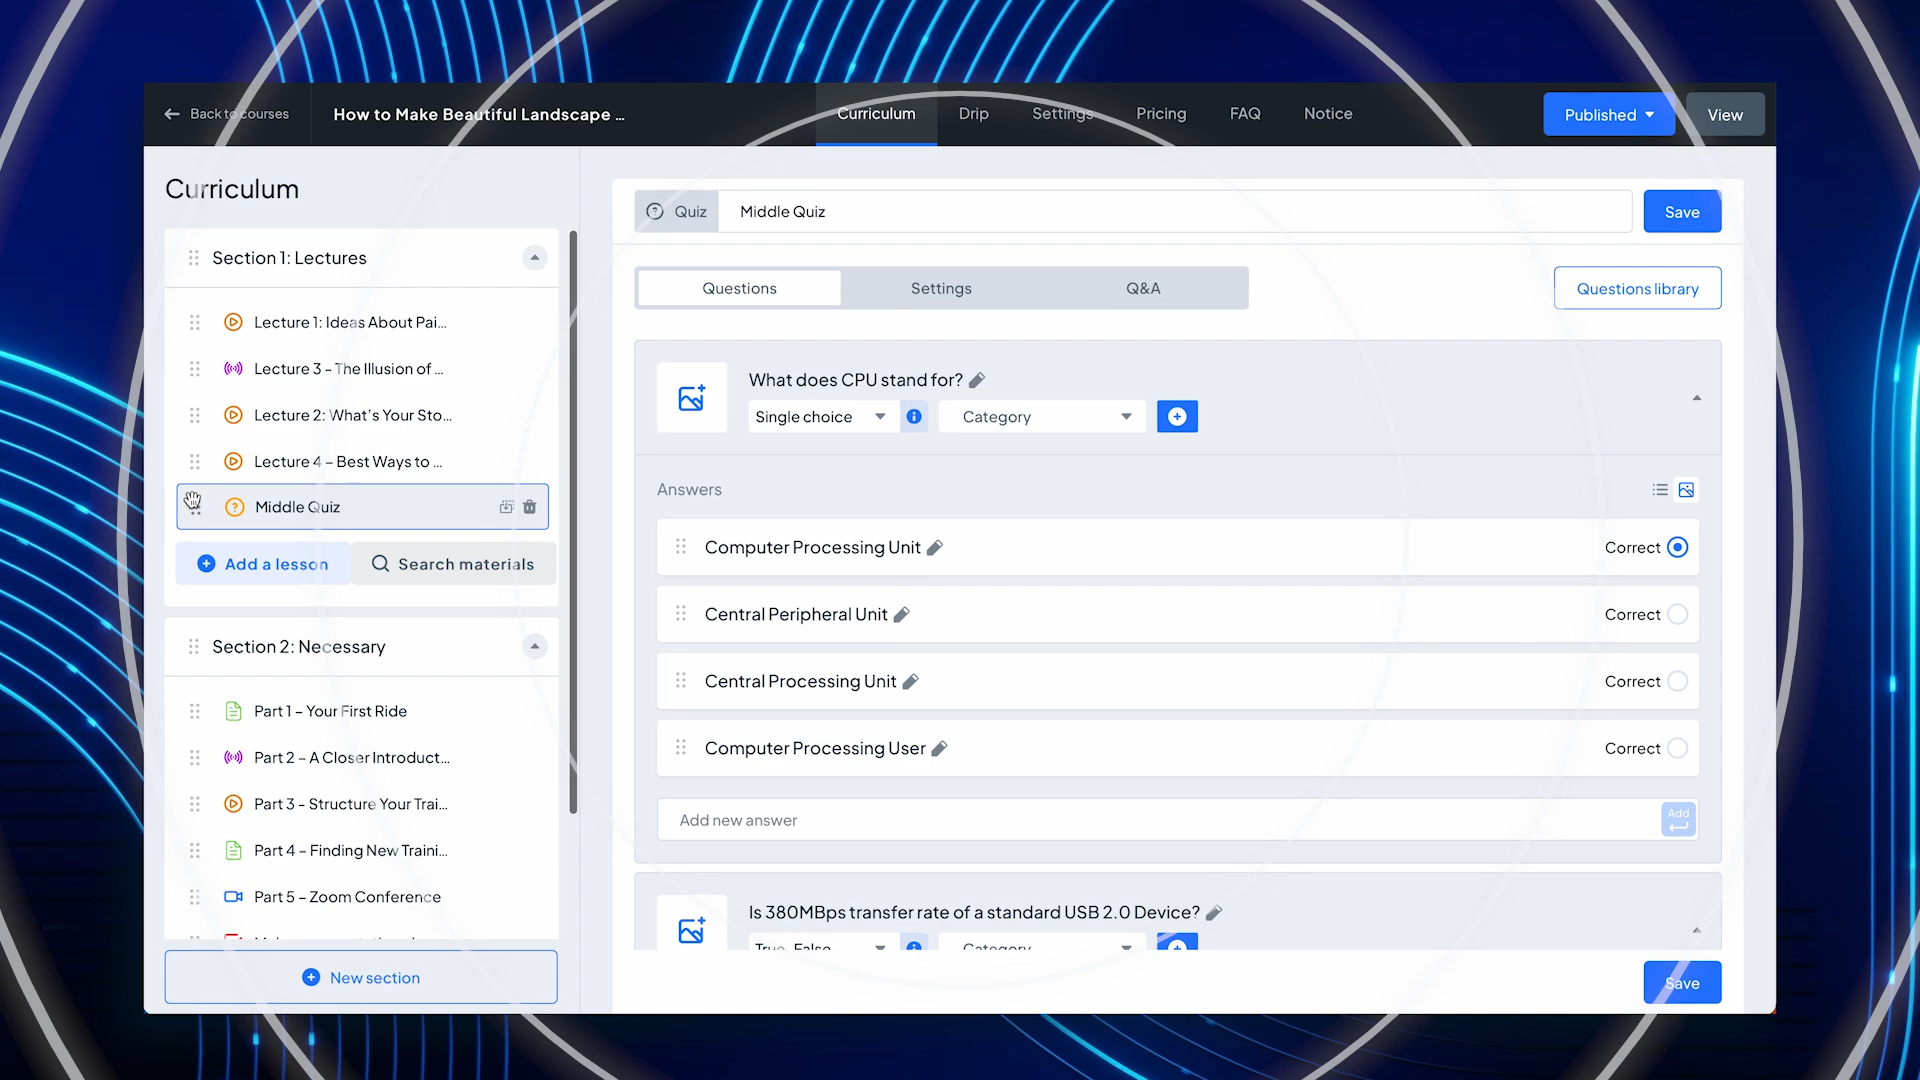 Back to courses
How to Make Beautiful Landscape ...
Curriculum
Drip
Settings
Pricing
FAQ
Notice
Published
View
Curriculum
Section 1: Lectures
Lecture 1: Ideas About Pai...
Lecture 3 - The Illusion of ...
Lecture 2: What's Your Sto...
Lecture 4 – Best Ways to ...
Middle Quiz
Add a lesson
Search materials
Section 2: Necessary
Part 1 – Your First Ride
Part 2 – A Closer Introduct...
Part 3 - Structure Your Trai...
Part 4 – Finding New Traini...
Part 5 – Zoom Conference
New section
Quiz
Middle Quiz
Save
Questions
Settings
Q&A
Questions library
What does CPU stand for?
Single choice
Category
Answers
Computer Processing Unit
Correct
Central Peripheral Unit
Correct
Central Processing Unit
Correct
Computer Processing User
Correct
Add new answer
Add
Is 380MBps transfer rate of a standard USB 2.0 Device?
True-False
Category
Save